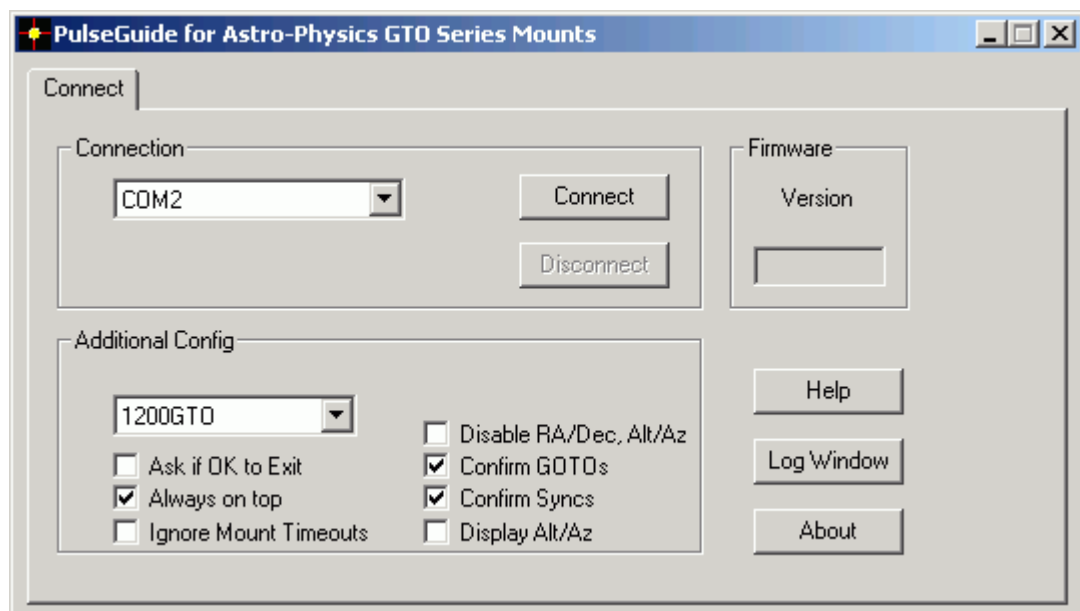 PulseGuide for Astro-Physics GTO Series Mounts
Connect
Connection
COM2
Connect
Disconnect
Firmware
Version
Additional Config
1200GTO
Ask if OK to Exit
Always on top
Ignore Mount Timeouts
Disable RA/Dec, Alt/Az
Confirm GOTOs
Confirm Syncs
Display Alt/Az
Help
Log Window
About